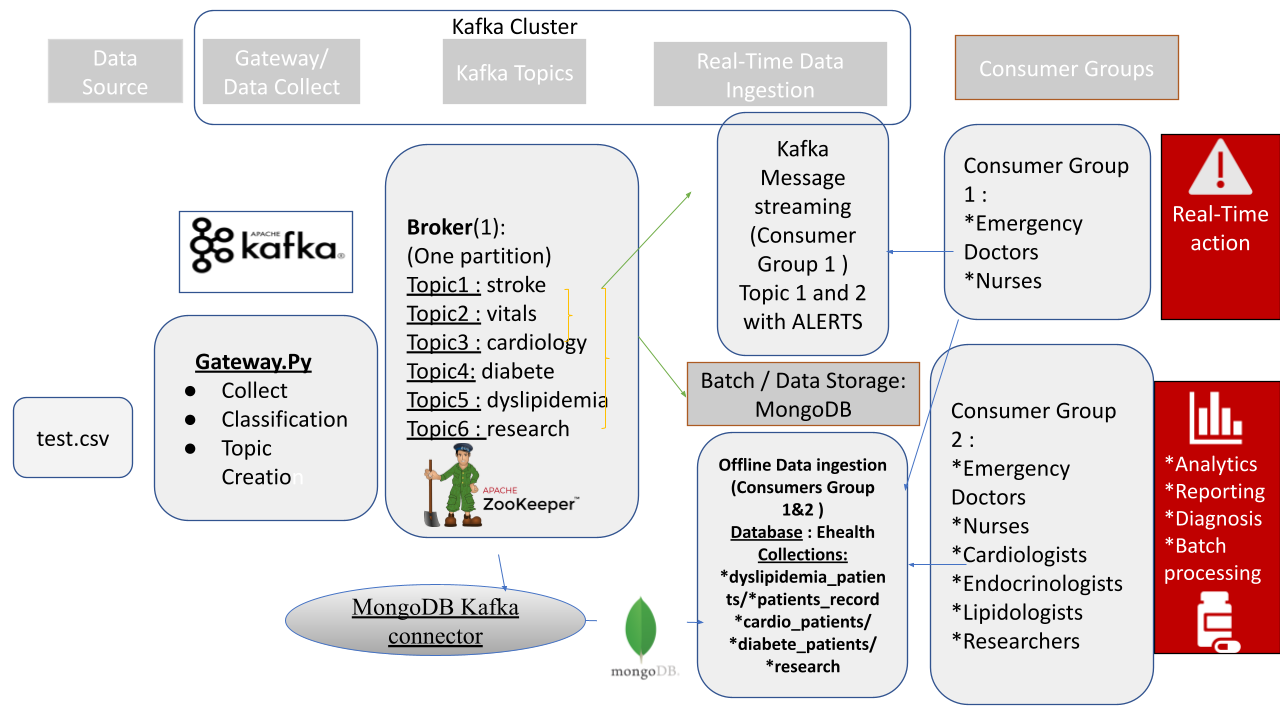 Kafka Cluster
Data
Source
Gateway/
Data Collect
Kafka Topics
Real-Time Data
Ingestion
Consumer Groups
test.csv
APACHE
kafka®
Gateway.Py
● Collect
● Classification
● Topic
Creation
Broker(1):
(One partition)
Topic1 : stroke
Topic2 : vitals
Topic3 : cardiology
Topic4: diabete
Topic5 : dyslipidemia
Topic6 : research
APACHE
ZooKeeper™
MongoDB Kafka
connector
mongoDB.
Kafka
Message
streaming
(Consumer
Group 1 )
Topic 1 and 2
with ALERTS
Batch / Data Storage:
MongoDB
Offline Data ingestion
(Consumers Group
1&2 )
Database : Ehealth
Collections:
*dyslipidemia_patien
ts/*patients_record
*cardio_patients/
*diabete_patients/
*research
Consumer Group
1 :
*Emergency
Doctors
*Nurses
Real-Time
action
Consumer Group
2 :
*Emergency
Doctors
*Nurses
*Cardiologists
*Endocrinologists
*Lipidologists
*Researchers
*Analytics
*Reporting
*Diagnosis
*Batch
processing